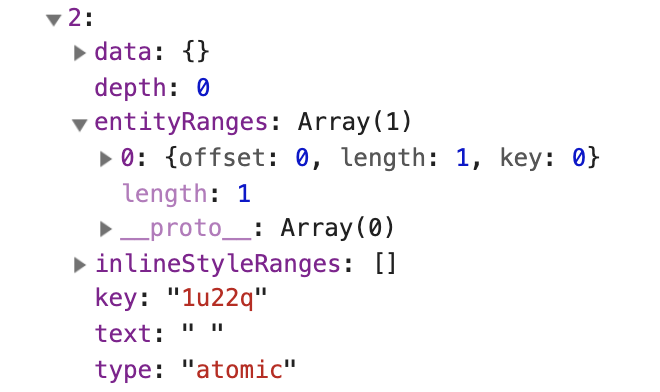 2:
data: {}
depth: 0
entityRanges: Array(1)
0: {offset: 0, length: 1, key: 0}
length: 1
__proto__: Array(0)
inlineStyleRanges: []
key: "1u22q"
text: " "
type: "atomic"